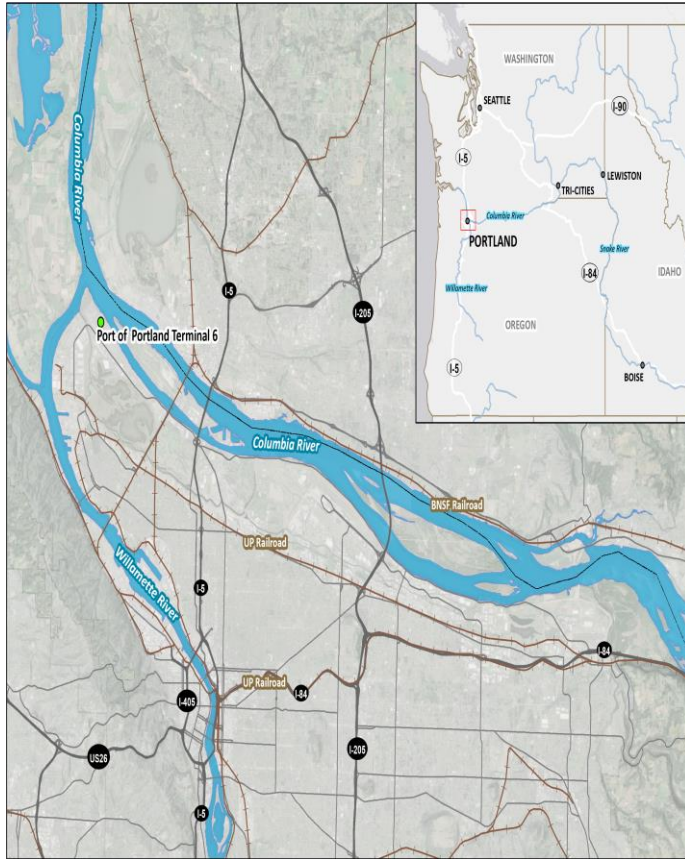 Columbia River
Port of Portland Terminal 6
I-5
I-205
Columbia River
BNSF Railroad
UP Railroad
Willamette River
I-5
I-84
UP Railroad
I-84
I-405
I-205
US26
I-5
WASHINGTON
SEATTLE
I-90
I-5
LEWISTON
TRI-CITIES
Columbia River
PORTLAND
Snake River
I-84
IDAHO
Willamette River
OREGON
I-5
BOISE